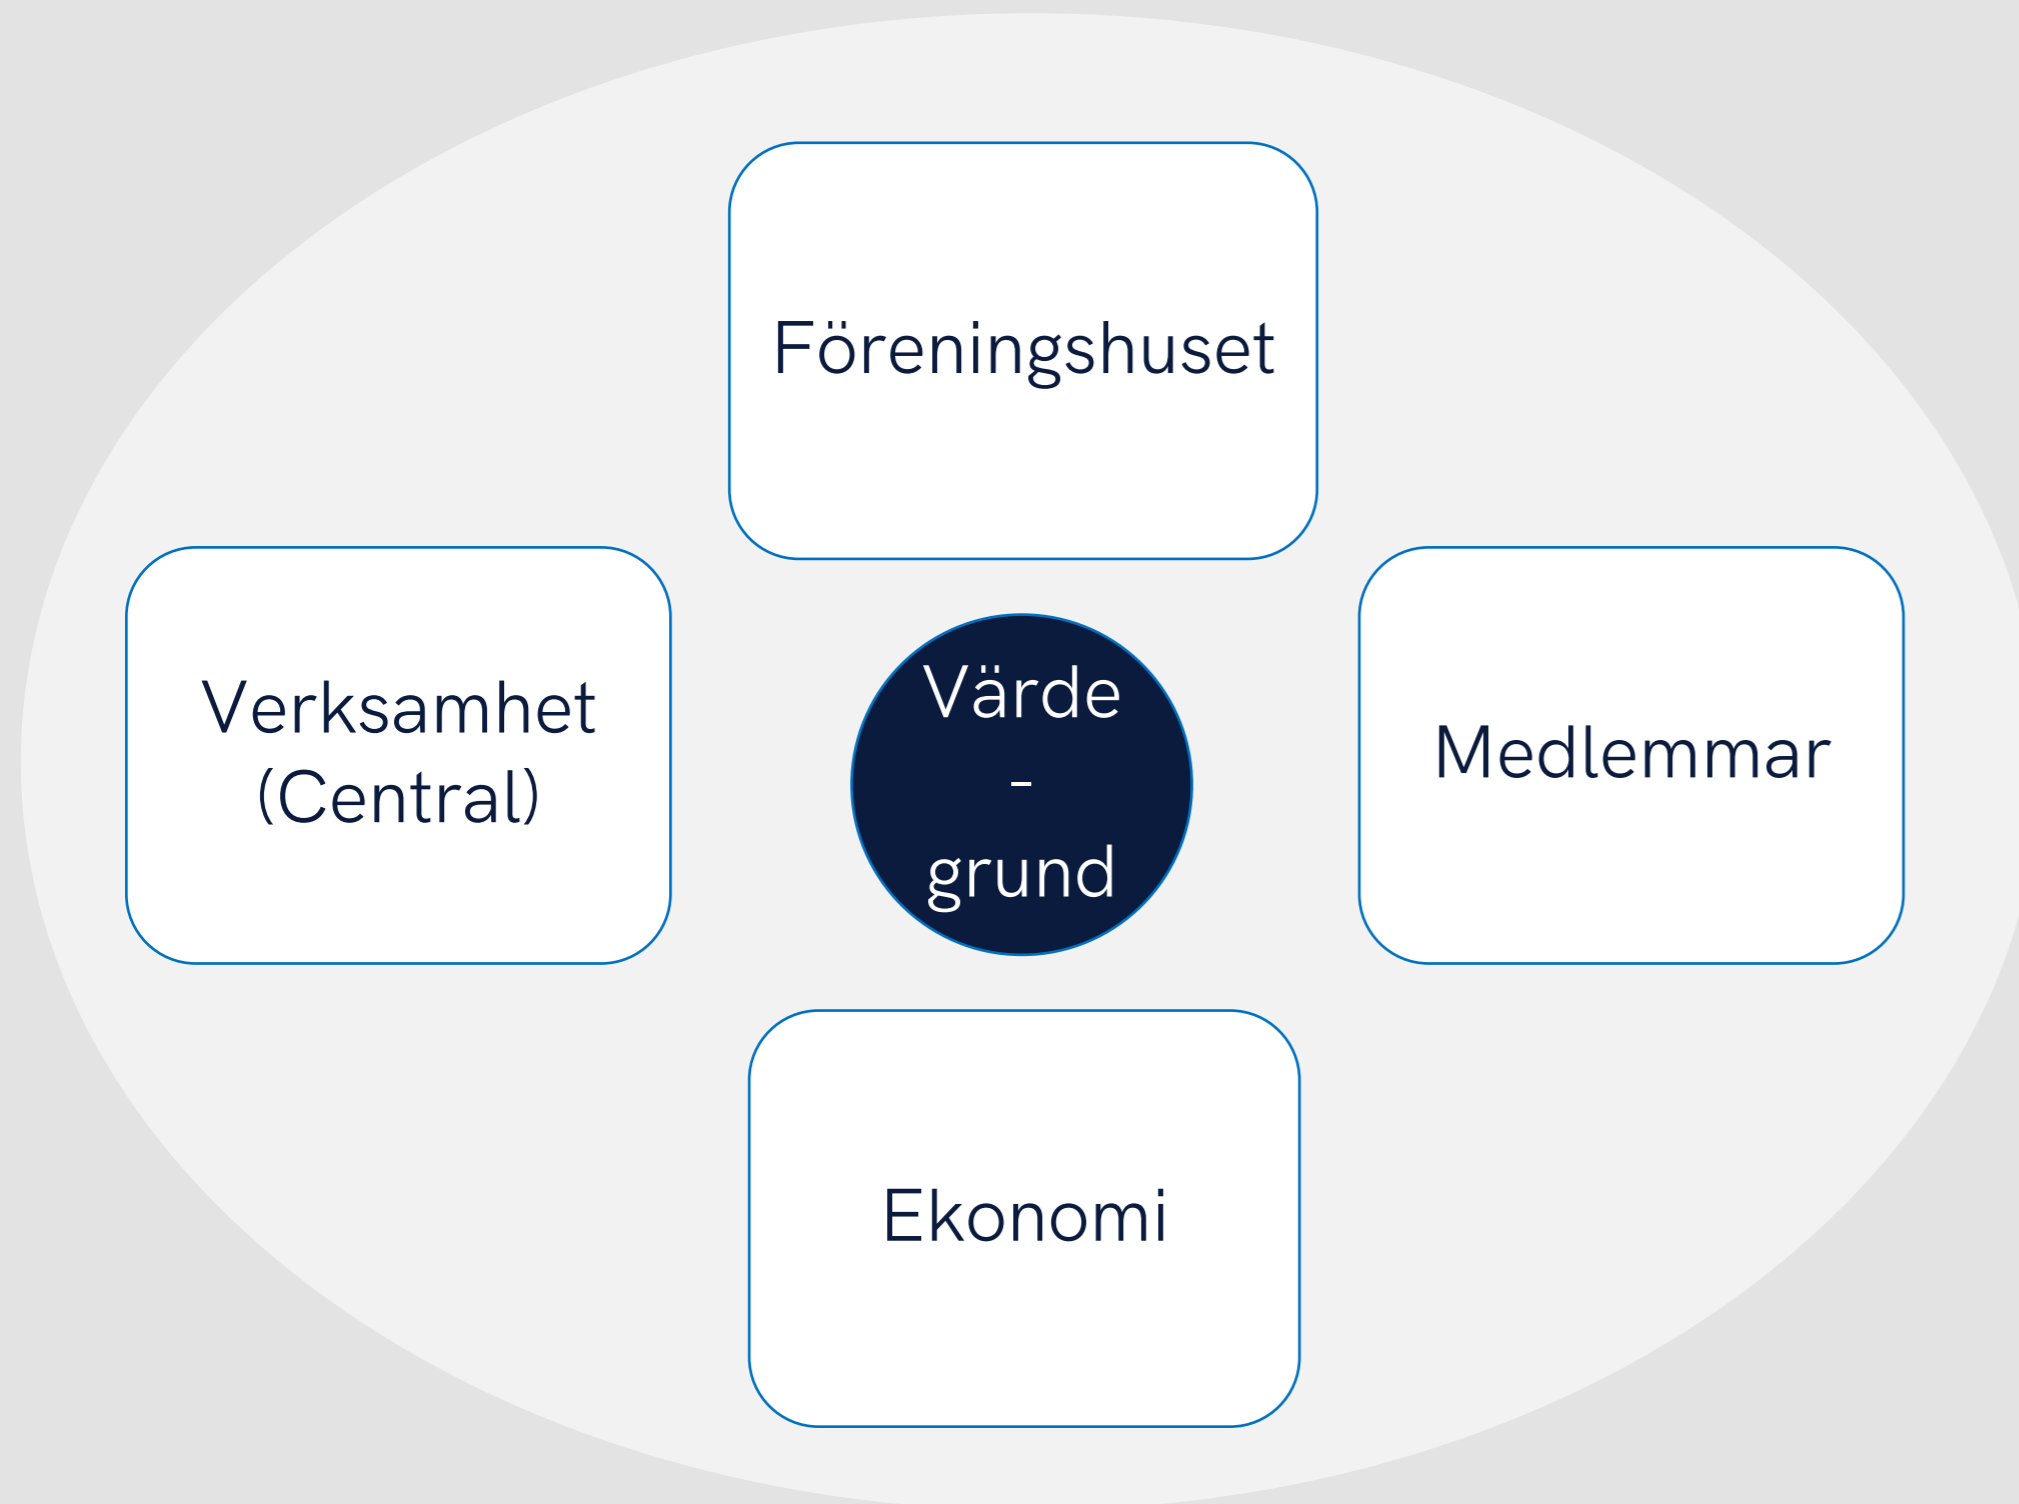 Föreningshuset
Verksamhet
(Central)
Värde
-
grund
Medlemmar
Ekonomi